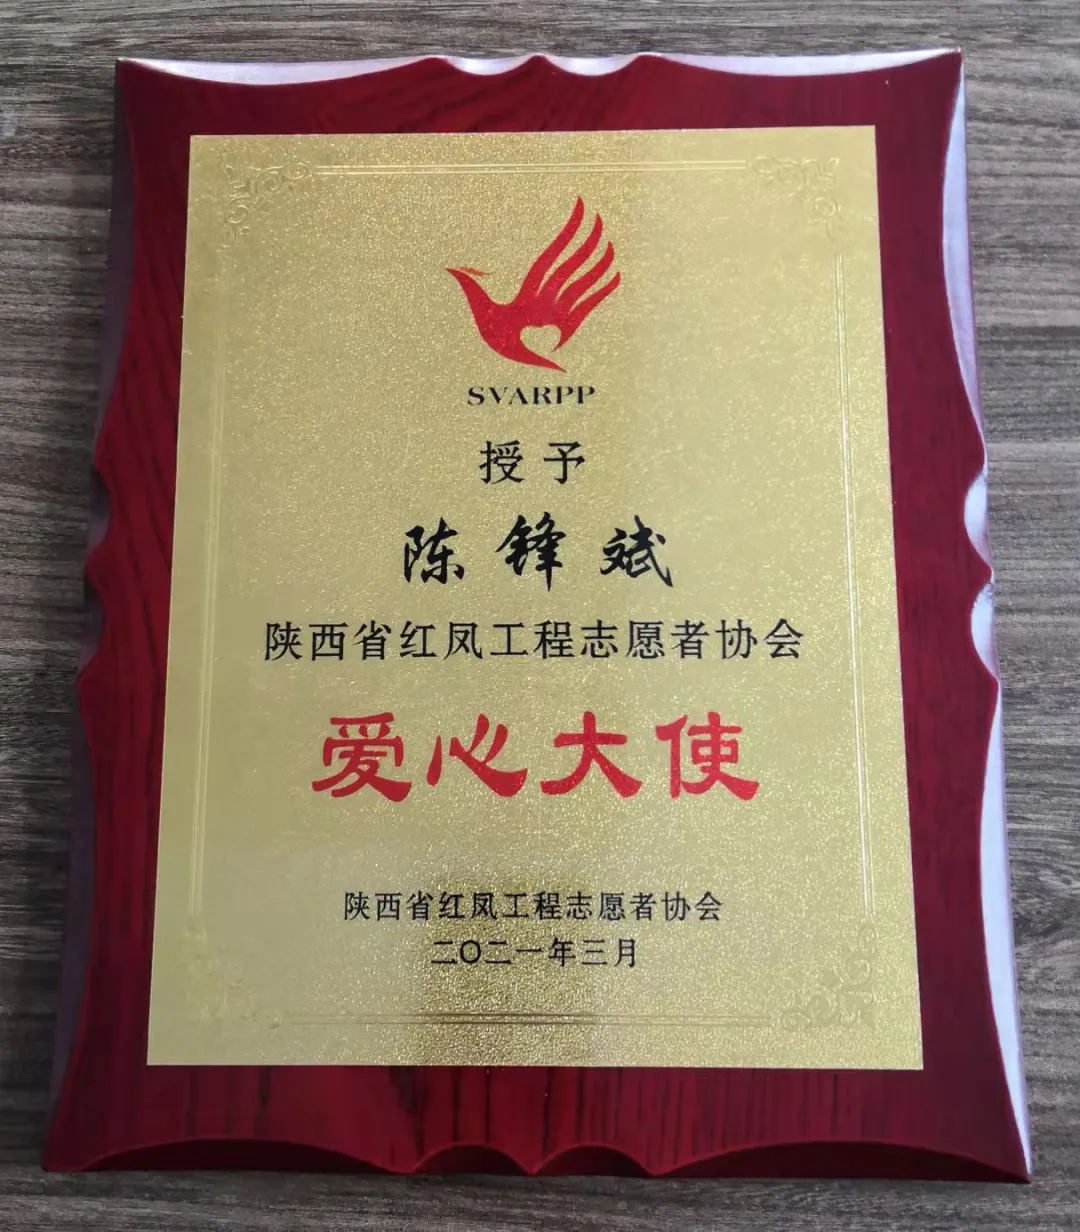 SVARPP
授予
陈锋斌
陕西省红凤工程志愿者协会
爱心大使
陕西省红凤工程志愿者协会
二〇二一年三月